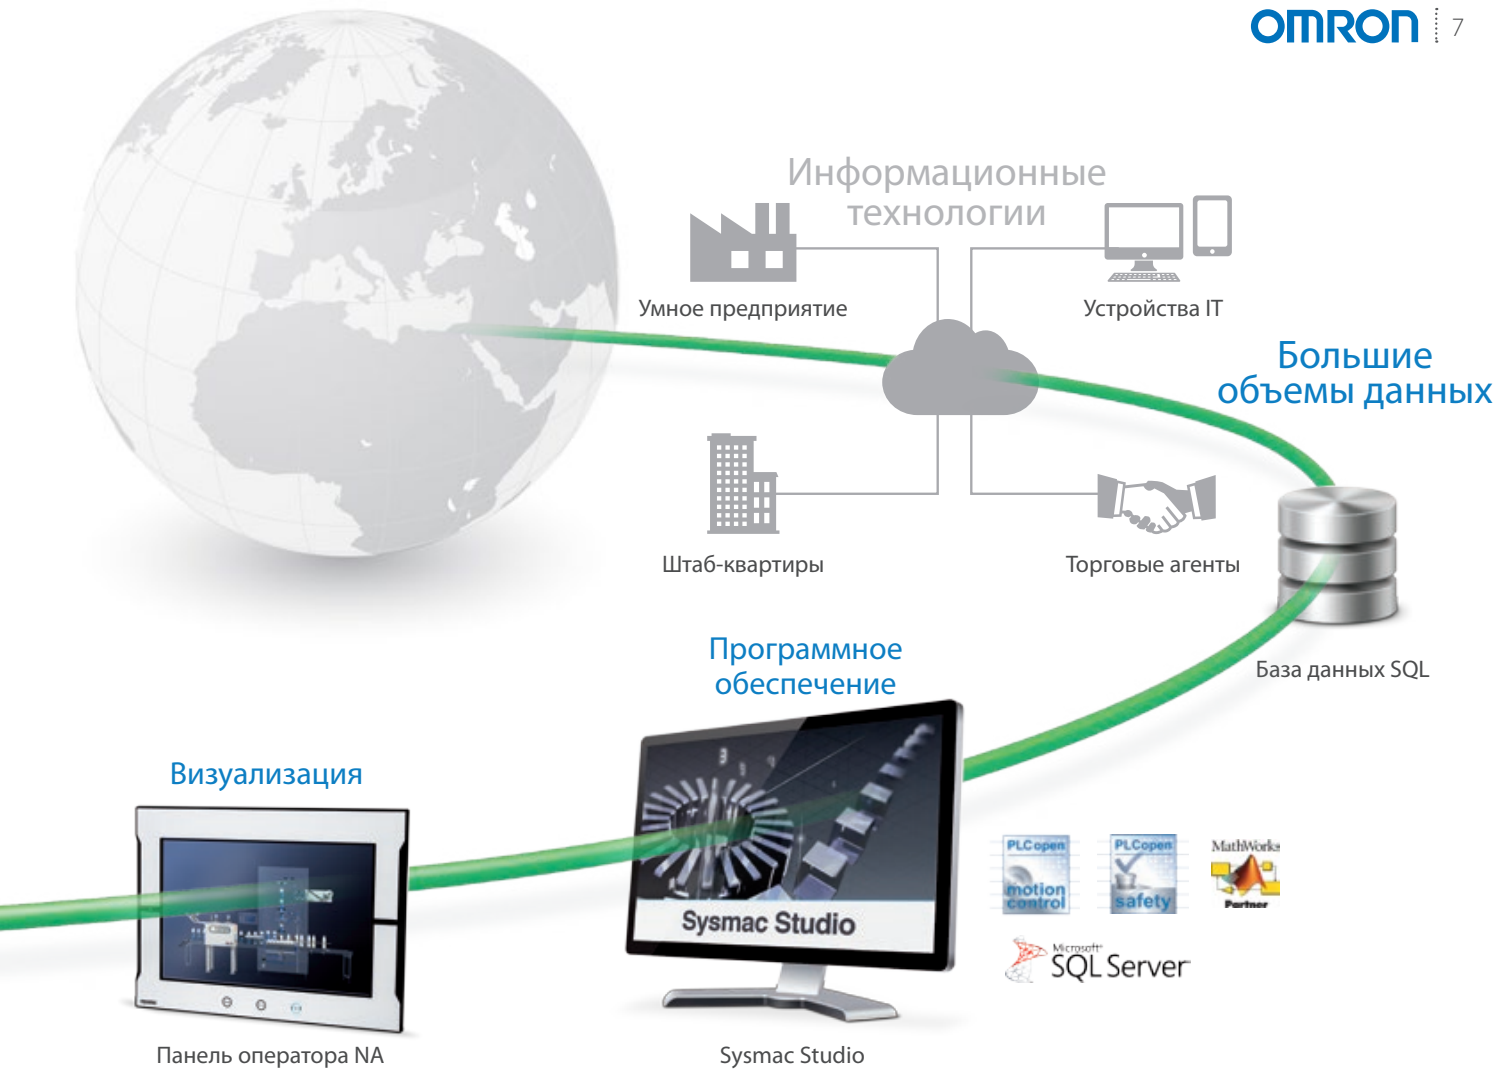 OMRON 7
Информационные
технологии
Умное предприятие
Устройства IT
Большие
объемы данных
Штаб-квартиры
Торговые агенты
База данных SQL
Программное
обеспечение
Визуализация
Sysmac Studio
PLCopen
motion
control
PLCopen
safety
MathWorks
Partner
Microsoft
SQL Server
Панель оператора NA
Sysmac Studio